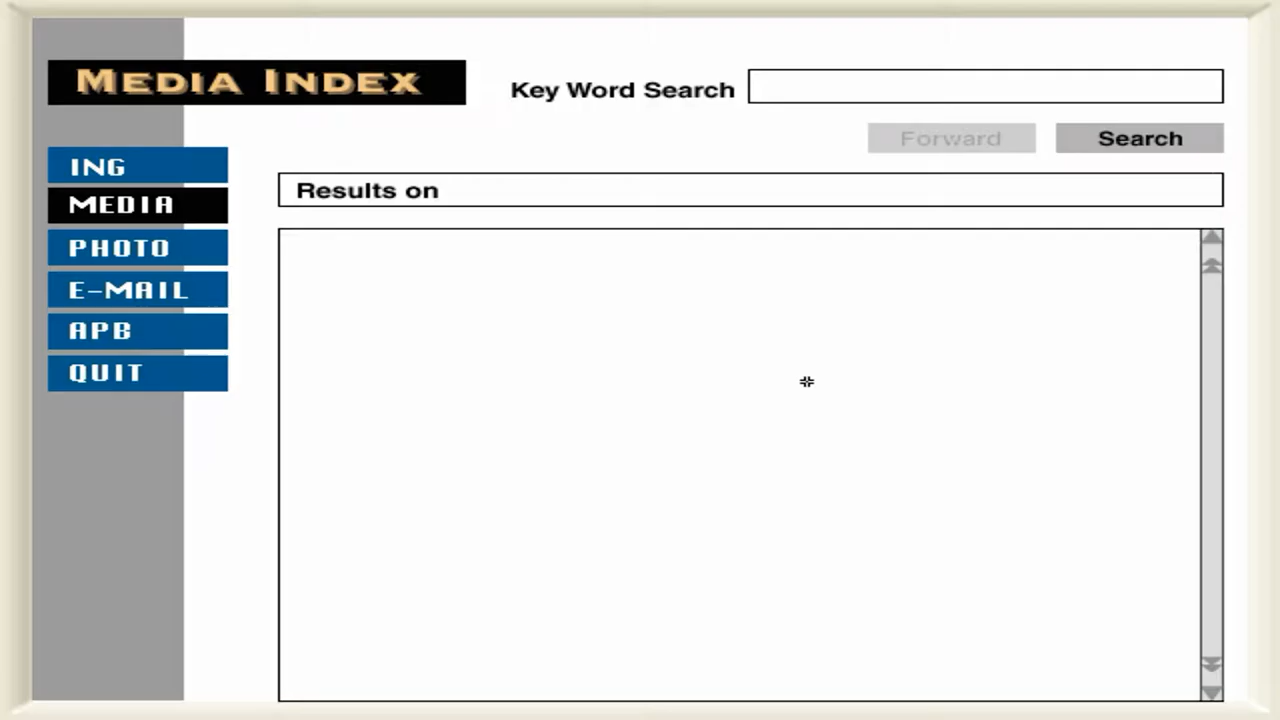 MEDIA INDEX
Key Word Search
Forward
Search
ING
MEDIA
PHOTO
E-MAIL
APB
QUIT
Results on